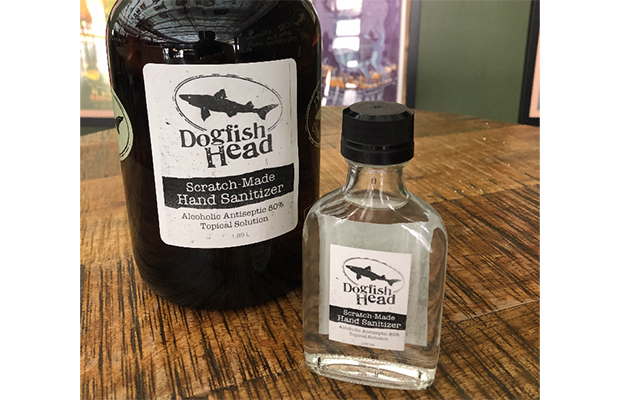 Dogfish
Head
Scratch-Made
Hand Sanitizer
Alcoholic Antiseptic 80%
Topical Solution
Dogfish
Head
Scratch-Made
Hand Sanitizer
Alcoholic Antiseptic 80%
Topical Solution